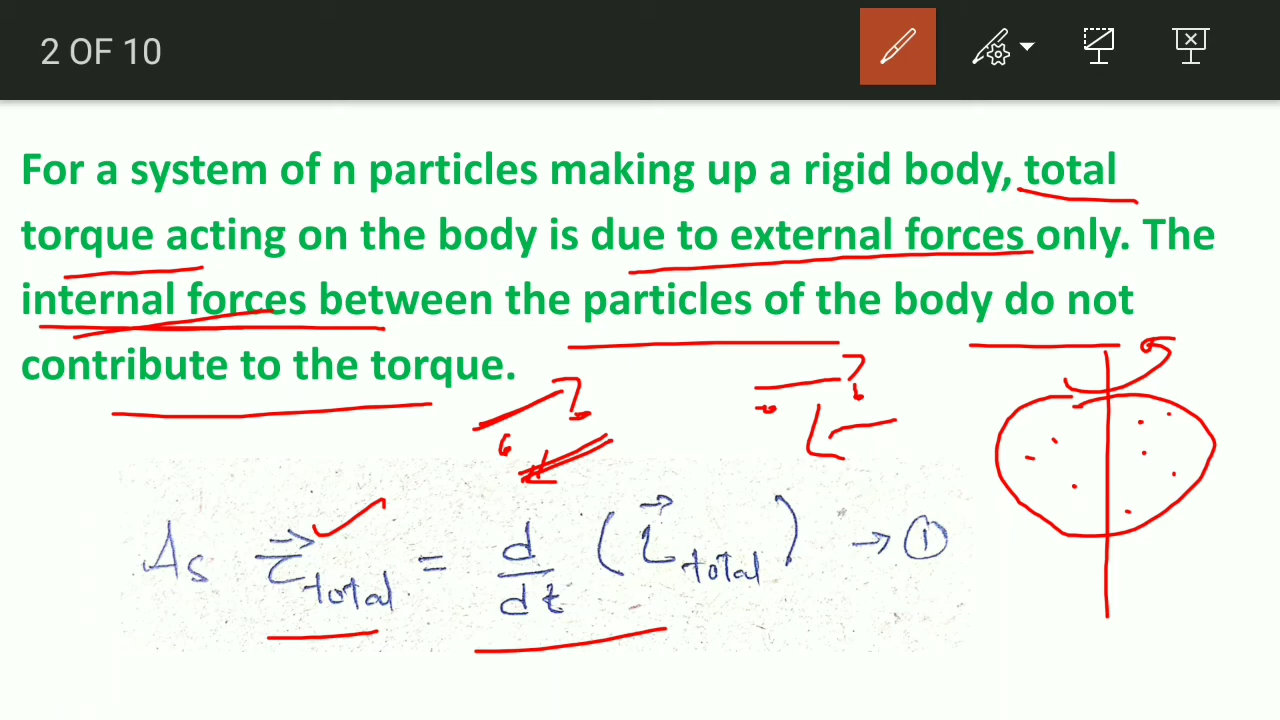 2 OF 10
For a system of n particles making up a rigid body, total
torque acting on the body is due to external forces only. The
internal forces between the particles of the body do not
contribute to the torque.
As τ⃗total = d/dt (L⃗total) → ①